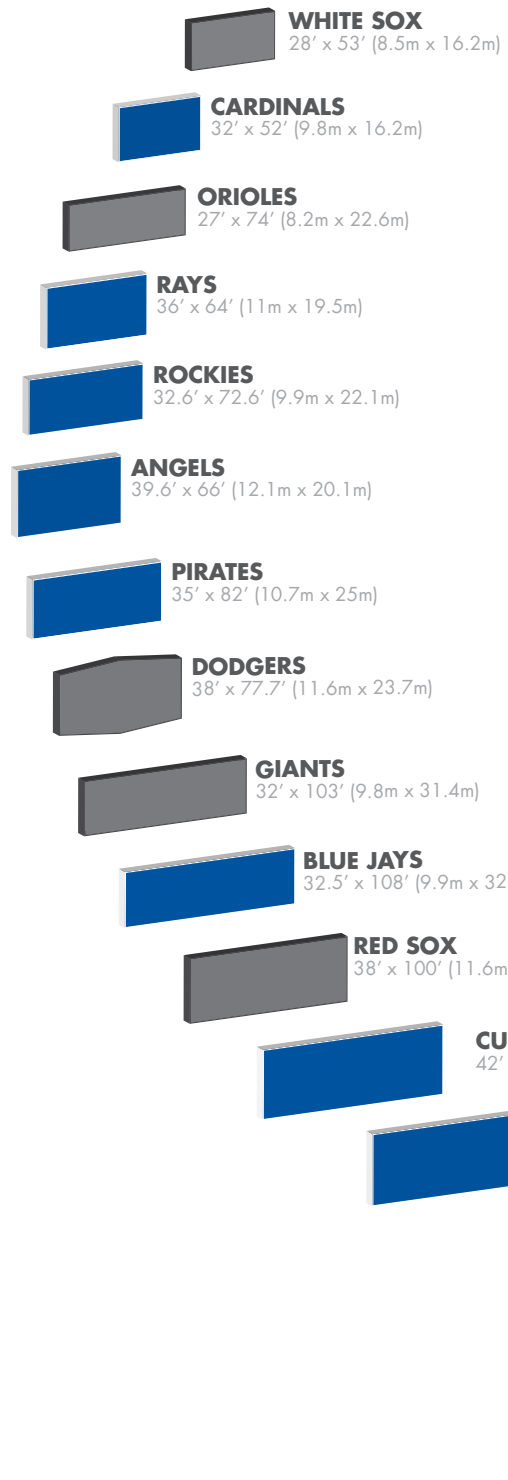 WHITE SOX
28’ x 53’ (8.5m x 16.2m)
CARDINALS
32’ x 52’ (9.8m x 16.2m)
ORIOLES
27’ x 74’ (8.2m x 22.6m)
RAYS
36’ x 64’ (11m x 19.5m)
ROCKIES
32.6’ x 72.6’ (9.9m x 22.1m)
ANGELS
39.6’ x 66’ (12.1m x 20.1m)
PIRATES
35’ x 82’ (10.7m x 25m)
DODGERS
38’ x 77.7’ (11.6m x 23.7m)
GIANTS
32’ x 103’ (9.8m x 31.4m)
BLUE JAYS
32.5’ x 108’ (9.9m x 32
RED SOX
38’ x 100’ (11.6m
CU
42’